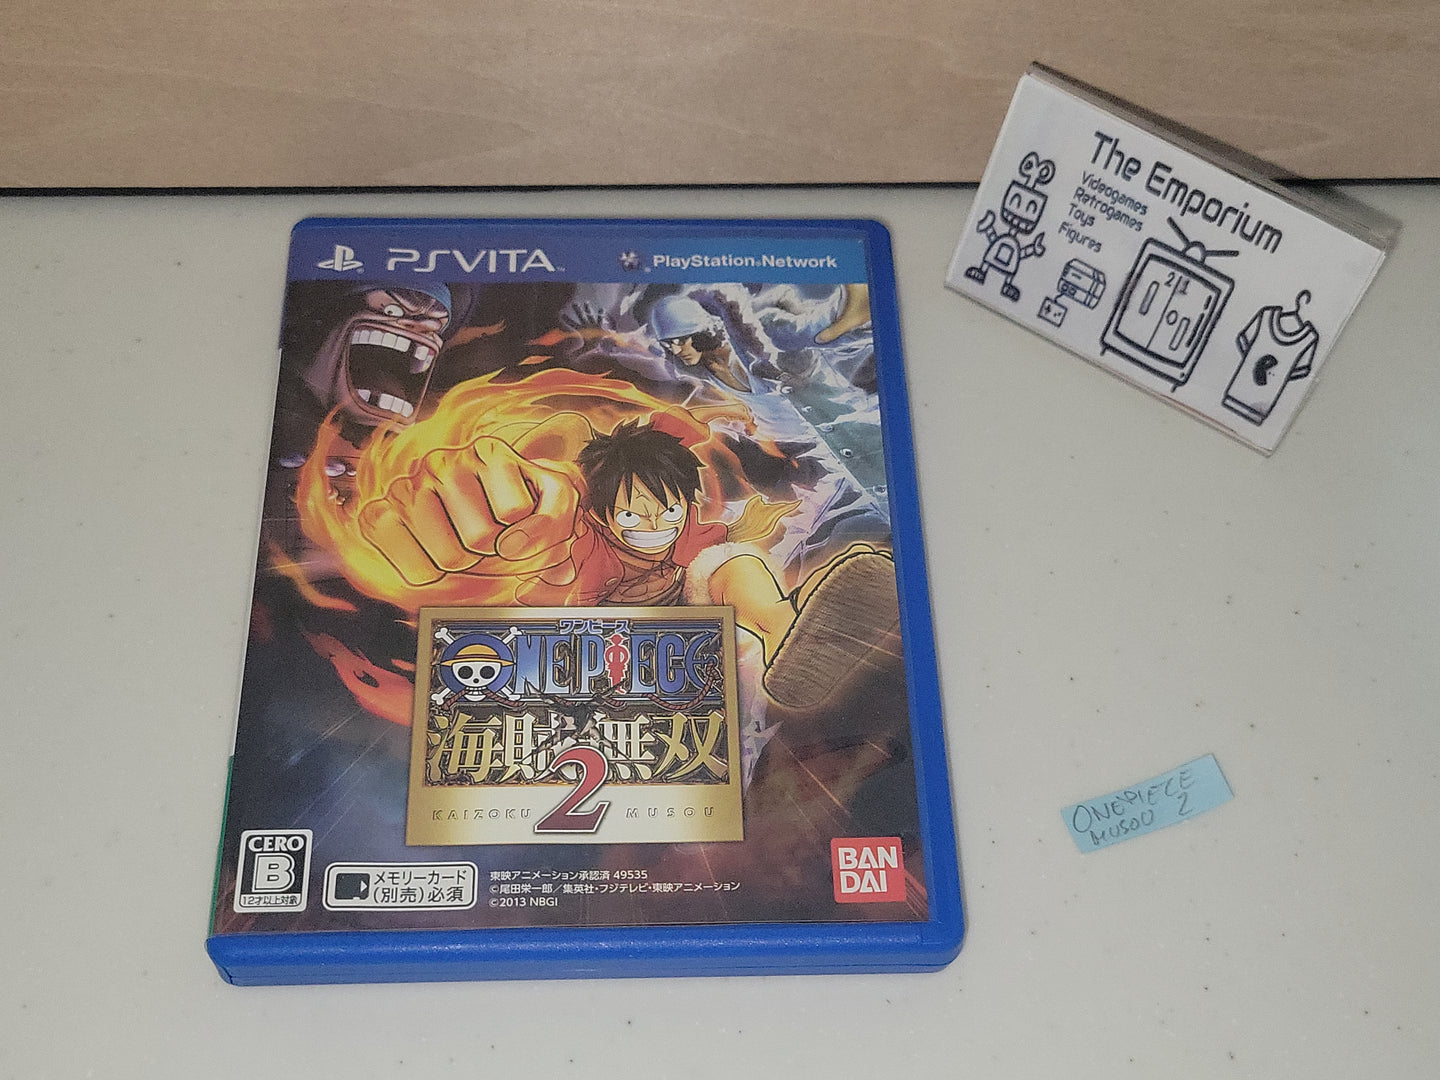 PSVITA™
PlayStation®Network
ワンピース
ONE PIECE
海賊無双
2
KAIZOKU MUSOU
CERO
B
12才以上対象
メモリーカード
(別売)必須
東映アニメーション承認済 49535
©尾田栄一郎／集英社・フジテレビ・東映アニメーション
©2013 NBGI
BAN
DAI
The Emporium
Videogames
Retrogames
Toys
Figures
2 1
ONEPIECE
MUSOU 2